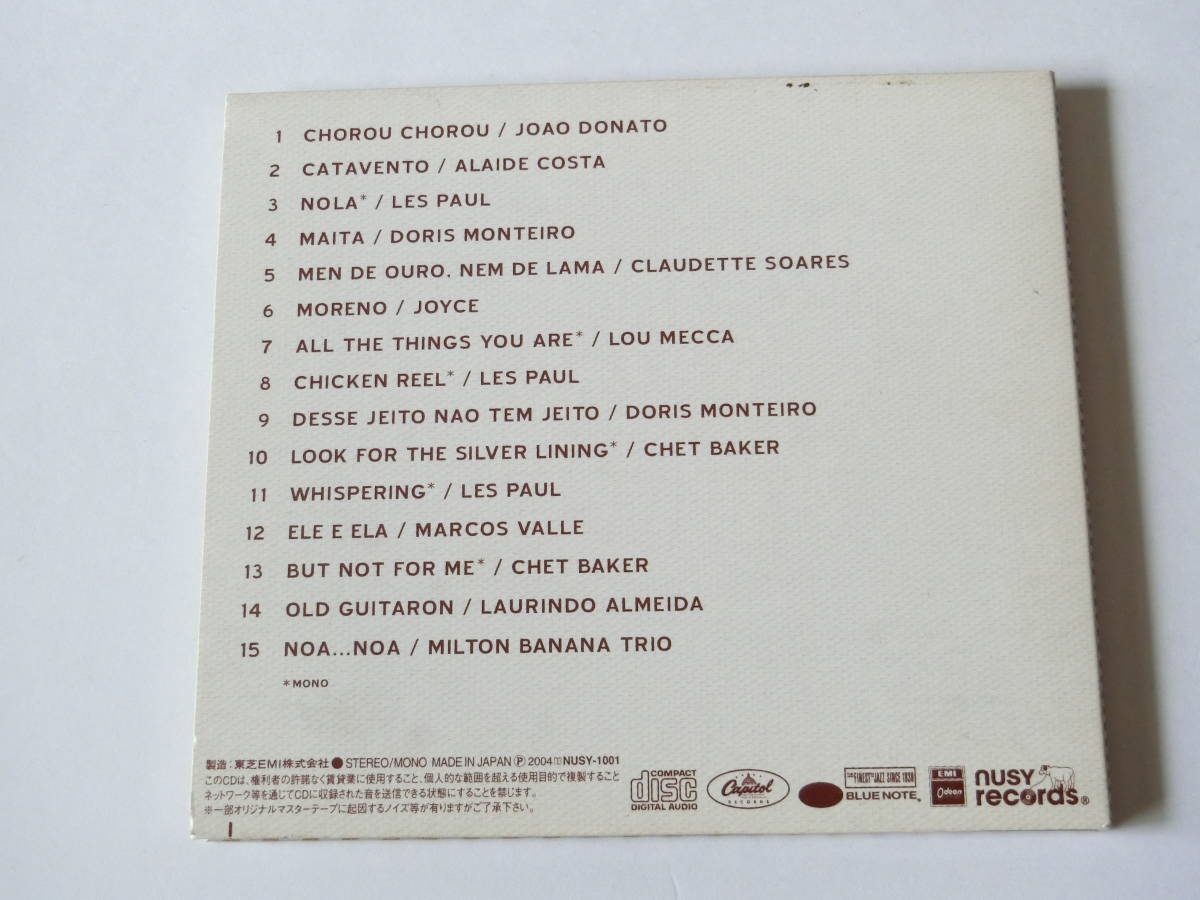 1 CHOROU CHOROU / JOAO DONATO
2 CATAVENTO / ALAIDE COSTA
3 NOLA* / LES PAUL
4 MAITA / DORIS MONTEIRO
5 MEN DE OURO. NEM DE LAMA / CLAUDETTE SOARES
6 MORENO / JOYCE
7 ALL THE THINGS YOU ARE* / LOU MECCA
8 CHICKEN REEL* / LES PAUL
9 DESSE JEITO NAO TEM JEITO / DORIS MONTEIRO
10 LOOK FOR THE SILVER LINING* / CHET BAKER
11 WHISPERING* / LES PAUL
12 ELE E ELA / MARCOS VALLE
13 BUT NOT FOR ME* / CHET BAKER
14 OLD GUITARON / LAURINDO ALMEIDA
15 NOA...NOA / MILTON BANANA TRIO
*MONO
製造:東芝EMI株式会社●STEREO/MONO MADE IN JAPAN Ⓟ2004 NUSY-1001
このCDは、権利者の許諾なく賃貸業に使用すること、個人的な範囲を超える使用目的で複製すること
ネットワーク等を通じてCDに収録された音を送信できる状態にすることを禁じます。
※一部オリジナルマスターテープに起因するノイズ等が有りますがご了承下さい。
COMPACT
disc
DIGITAL AUDIO
Capitol
RECORDS
THE FINEST IN JAZZ SINCE 1939
BLUE NOTE
EMI
Odeon
nusy
records®